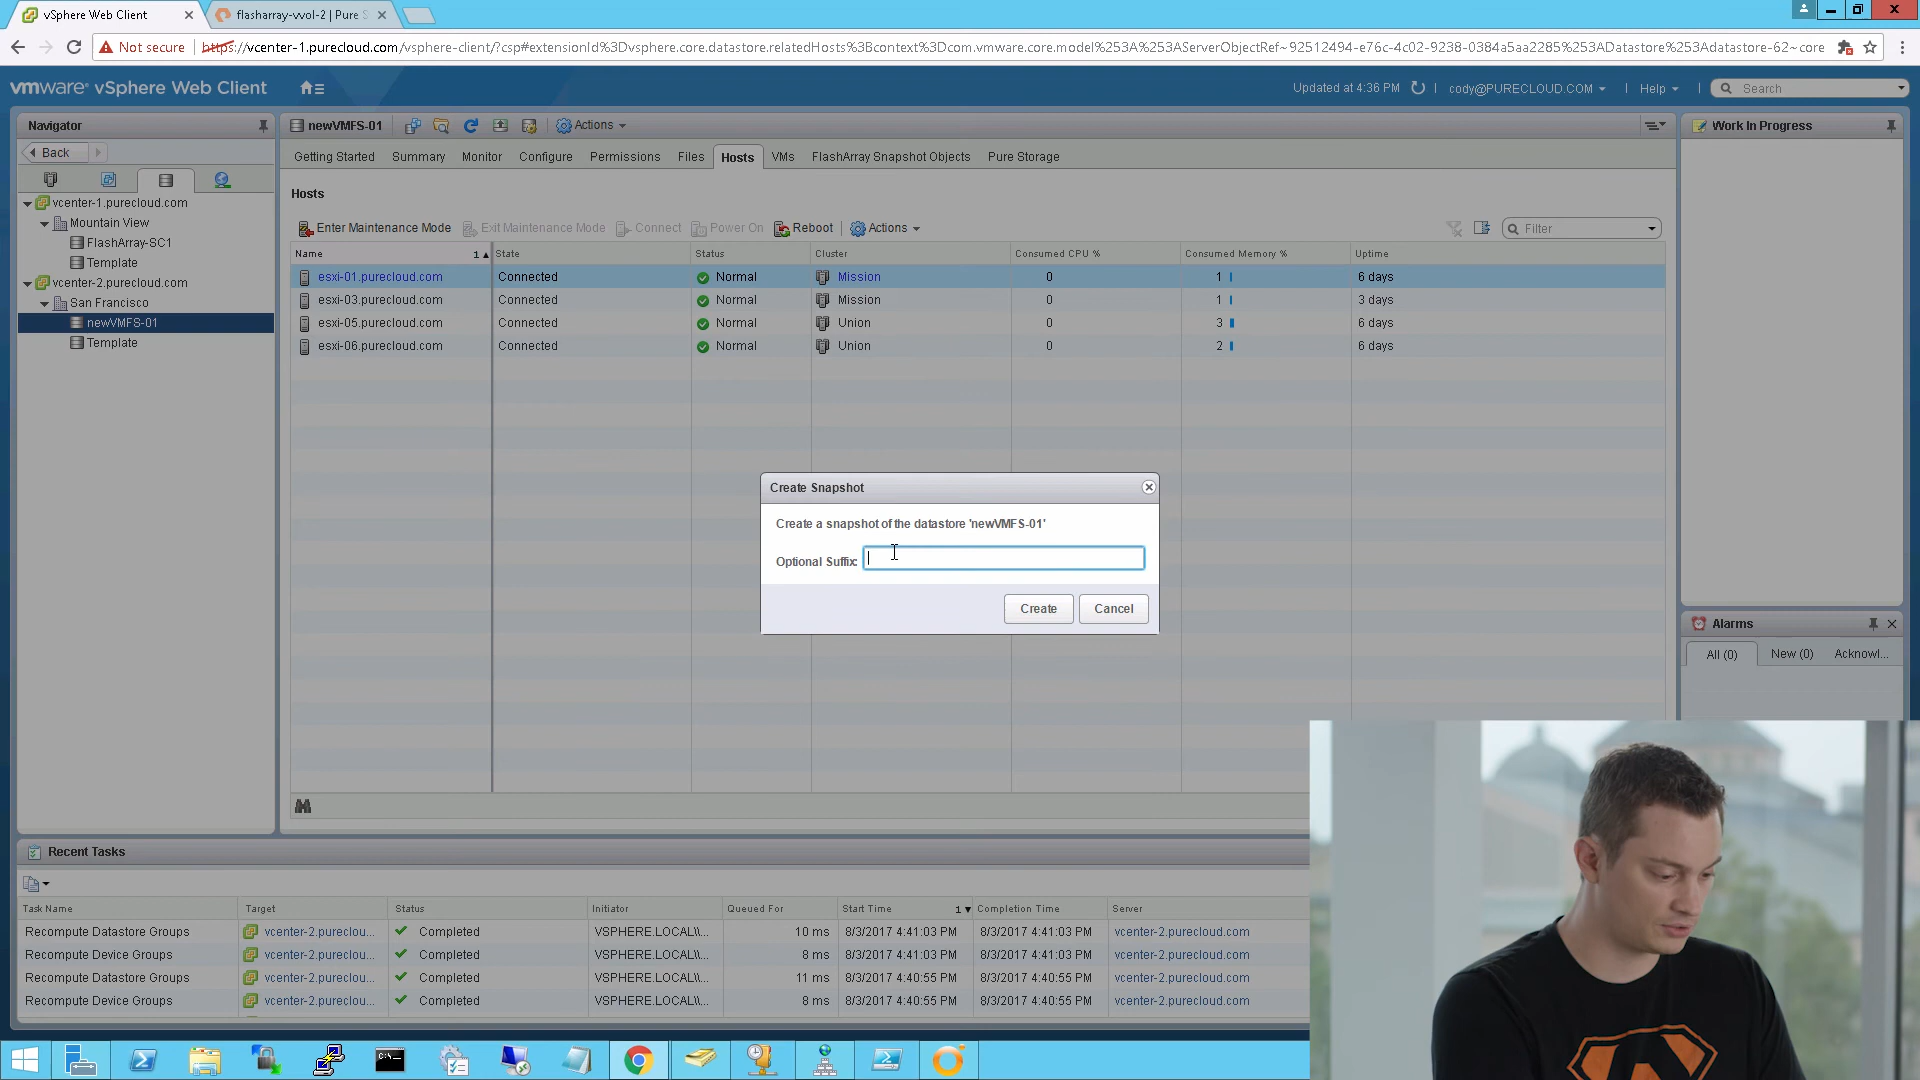 vSphere Web Client
flasharray-vvol-2 | Pure S
Not secure
https://vcenter-1.purecloud.com/vsphere-client/?csp#extensionId%3Dvsphere.core.datastore.relatedHosts%3Bcontext%3Dcom.vmware.core.model%253A%253AServerObjectRef~92512494-e76c-4c02-9238-0384a5aa2285%253ADatastore%253Adatastore-62~core
vmware® vSphere Web Client
Updated at 4:36 PM
cody@PURECLOUD.COM
Help
Search
Navigator
Back
vcenter-1.purecloud.com
Mountain View
FlashArray-SC1
Template
vcenter-2.purecloud.com
San Francisco
newVMFS-01
Template
newVMFS-01
Actions
Getting Started Summary Monitor Configure Permissions Files Hosts VMs FlashArray Snapshot Objects Pure Storage
Hosts
Enter Maintenance Mode Exit Maintenance Mode Connect Power On Reboot Actions
Filter
Name 1 State Status Cluster Consumed CPU % Consumed Memory % Uptime
esxi-01.purecloud.com Connected Normal Mission 0 1 6 days
esxi-03.purecloud.com Connected Normal Mission 0 1 3 days
esxi-05.purecloud.com Connected Normal Union 0 3 6 days
esxi-06.purecloud.com Connected Normal Union 0 2 6 days
Create Snapshot
Create a snapshot of the datastore 'newVMFS-01'
Optional Suffix:
Create Cancel
Work In Progress
Alarms
All (0) New (0) Acknowl...
Recent Tasks
Task Name Target Status Initiator Queued For Start Time 1 Completion Time Server
Recompute Datastore Groups vcenter-2.pureclou... Completed VSPHERE.LOCAL\\... 10 ms 8/3/2017 4:41:03 PM 8/3/2017 4:41:03 PM vcenter-2.purecloud.com
Recompute Device Groups vcenter-2.pureclou... Completed VSPHERE.LOCAL\\... 8 ms 8/3/2017 4:41:03 PM 8/3/2017 4:41:03 PM vcenter-2.purecloud.com
Recompute Datastore Groups vcenter-2.pureclou... Completed VSPHERE.LOCAL\\... 11 ms 8/3/2017 4:40:55 PM 8/3/2017 4:40:55 PM vcenter-2.purecloud.com
Recompute Device Groups vcenter-2.pureclou... Completed VSPHERE.LOCAL\\... 8 ms 8/3/2017 4:40:55 PM 8/3/2017 4:40:55 PM vcenter-2.purecloud.com